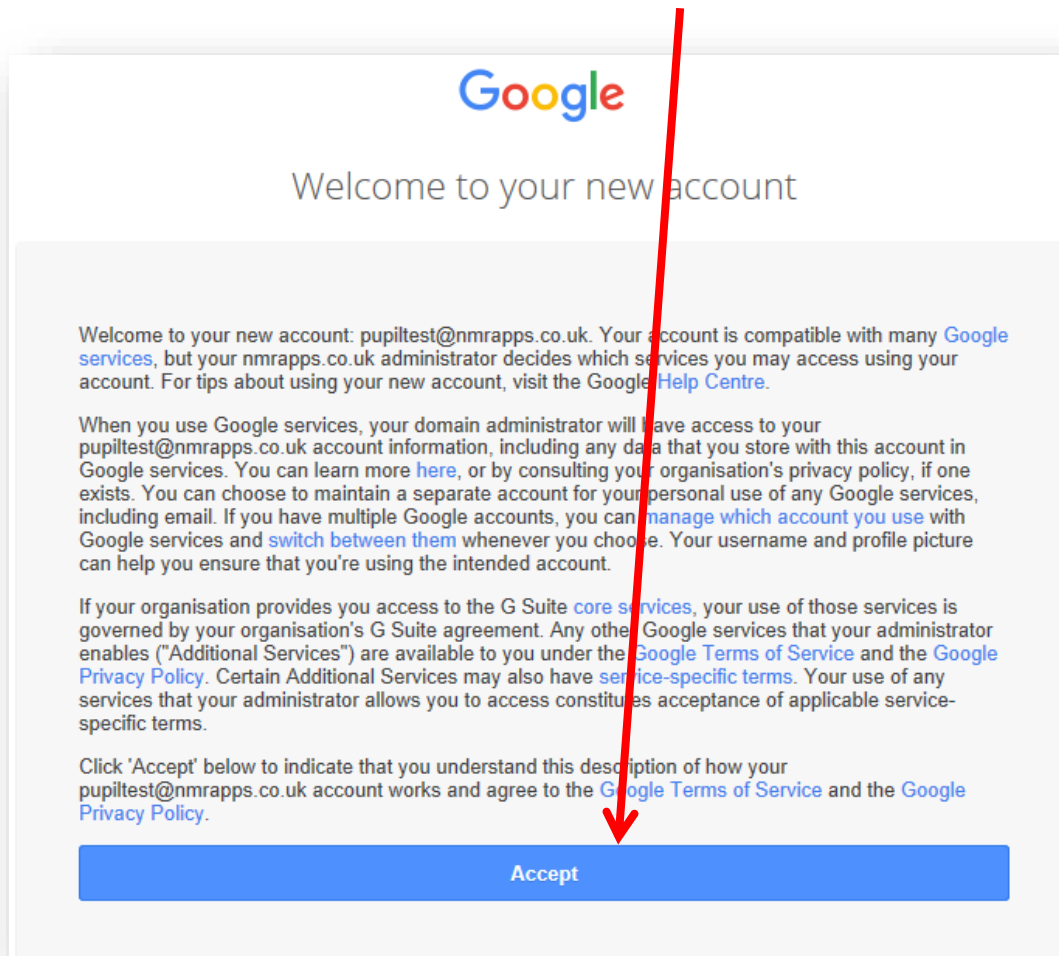 Google
Welcome to your new account
Welcome to your new account: pupiltest@nmrapps.co.uk. Your account is compatible with many Google
services, but your nmrapps.co.uk administrator decides which services you may access using your
account. For tips about using your new account, visit the Google Help Centre.
When you use Google services, your domain administrator will have access to your
pupiltest@nmrapps.co.uk account information, including any data that you store with this account in
Google services. You can learn more here, or by consulting your organisation's privacy policy, if one
exists. You can choose to maintain a separate account for your personal use of any Google services,
including email. If you have multiple Google accounts, you can manage which account you use with
Google services and switch between them whenever you choose. Your username and profile picture
can help you ensure that you're using the intended account.
If your organisation provides you access to the G Suite core services, your use of those services is
governed by your organisation's G Suite agreement. Any other Google services that your administrator
enables ("Additional Services") are available to you under the Google Terms of Service and the Google
Privacy Policy. Certain Additional Services may also have service-specific terms. Your use of any
services that your administrator allows you to access constitutes acceptance of applicable service-
specific terms.
Click 'Accept' below to indicate that you understand this description of how your
pupiltest@nmrapps.co.uk account works and agree to the Google Terms of Service and the Google
Privacy Policy.
Accept